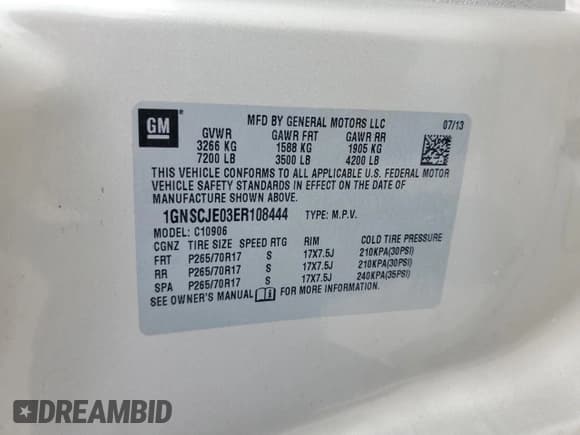 GM
MFD BY GENERAL MOTORS LLC 07/13
GVWR GAWR FRT GAWR RR
3266 KG 1588 KG 1905 KG
7200 LB 3500 LB 4200 LB
THIS VEHICLE CONFORMS TO ALL APPLICABLE U.S. FEDERAL MOTOR
VEHICLE SAFETY STANDARDS IN EFFECT ON THE DATE OF
MANUFACTURE SHOWN ABOVE.
1GNSCJE03ER108444 TYPE: M.P.V.
MODEL: C10906
CGNZ TIRE SIZE SPEED RTG RIM COLD TIRE PRESSURE
FRT P265/70R17 S 17X7.5J 210KPA(30PSI)
RR P265/70R17 S 17X7.5J 210KPA(30PSI)
SPA P265/70R17 S 17X7.5J 240KPA(35PSI)
SEE OWNER'S MANUAL i FOR MORE INFORMATION.
DREAMBID